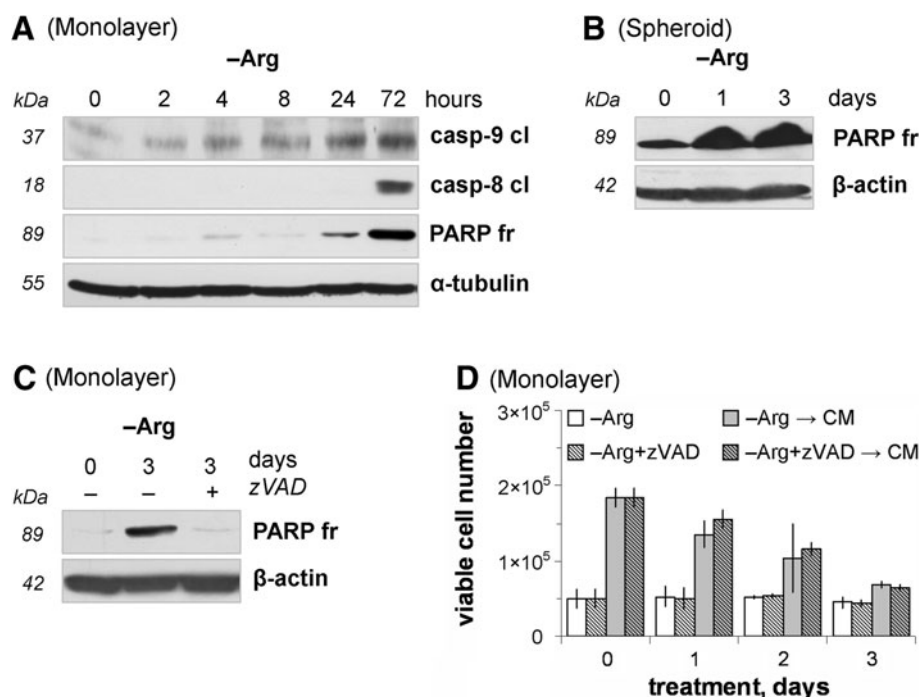 A (Monolayer)
–Arg
kDa 0 2 4 8 24 72 hours
37 casp-9 cl
18 casp-8 cl
89 PARP fr
55 α-tubulin
B (Spheroid)
–Arg
kDa 0 1 3 days
89 PARP fr
42 β-actin
C (Monolayer)
–Arg
0 3 3 days
kDa – – + zVAD
89 PARP fr
42 β-actin
D (Monolayer)
3×10⁵
–Arg –Arg → CM
–Arg+zVAD –Arg+zVAD → CM
2×10⁵
1×10⁵
0
viable cell number
0 1 2 3
treatment, days